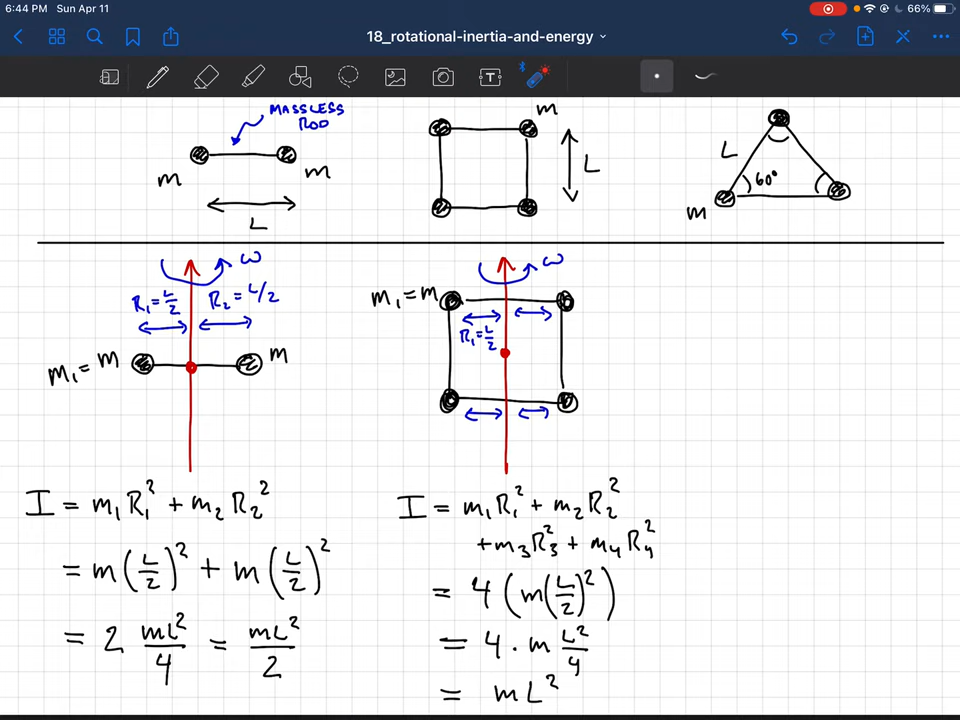 6:44 PM Sun Apr 11
66%
18_rotational-inertia-and-energy
T
MASSLESS
ROD
m
m
L
m
L
L
60°
m
ω
R₁ = L/2
R₂ = L/2
m₁ = m
m
ω
m₁ = m
R₁ = L/2
I = m₁R₁² + m₂R₂²
= m(L/2)² + m(L/2)²
= 2 mL²/4 = mL²/2
I = m₁R₁² + m₂R₂²
+ m₃R₃² + m₄R₄²
= 4(m(L/2)²)
= 4 · m L²/4
= mL²